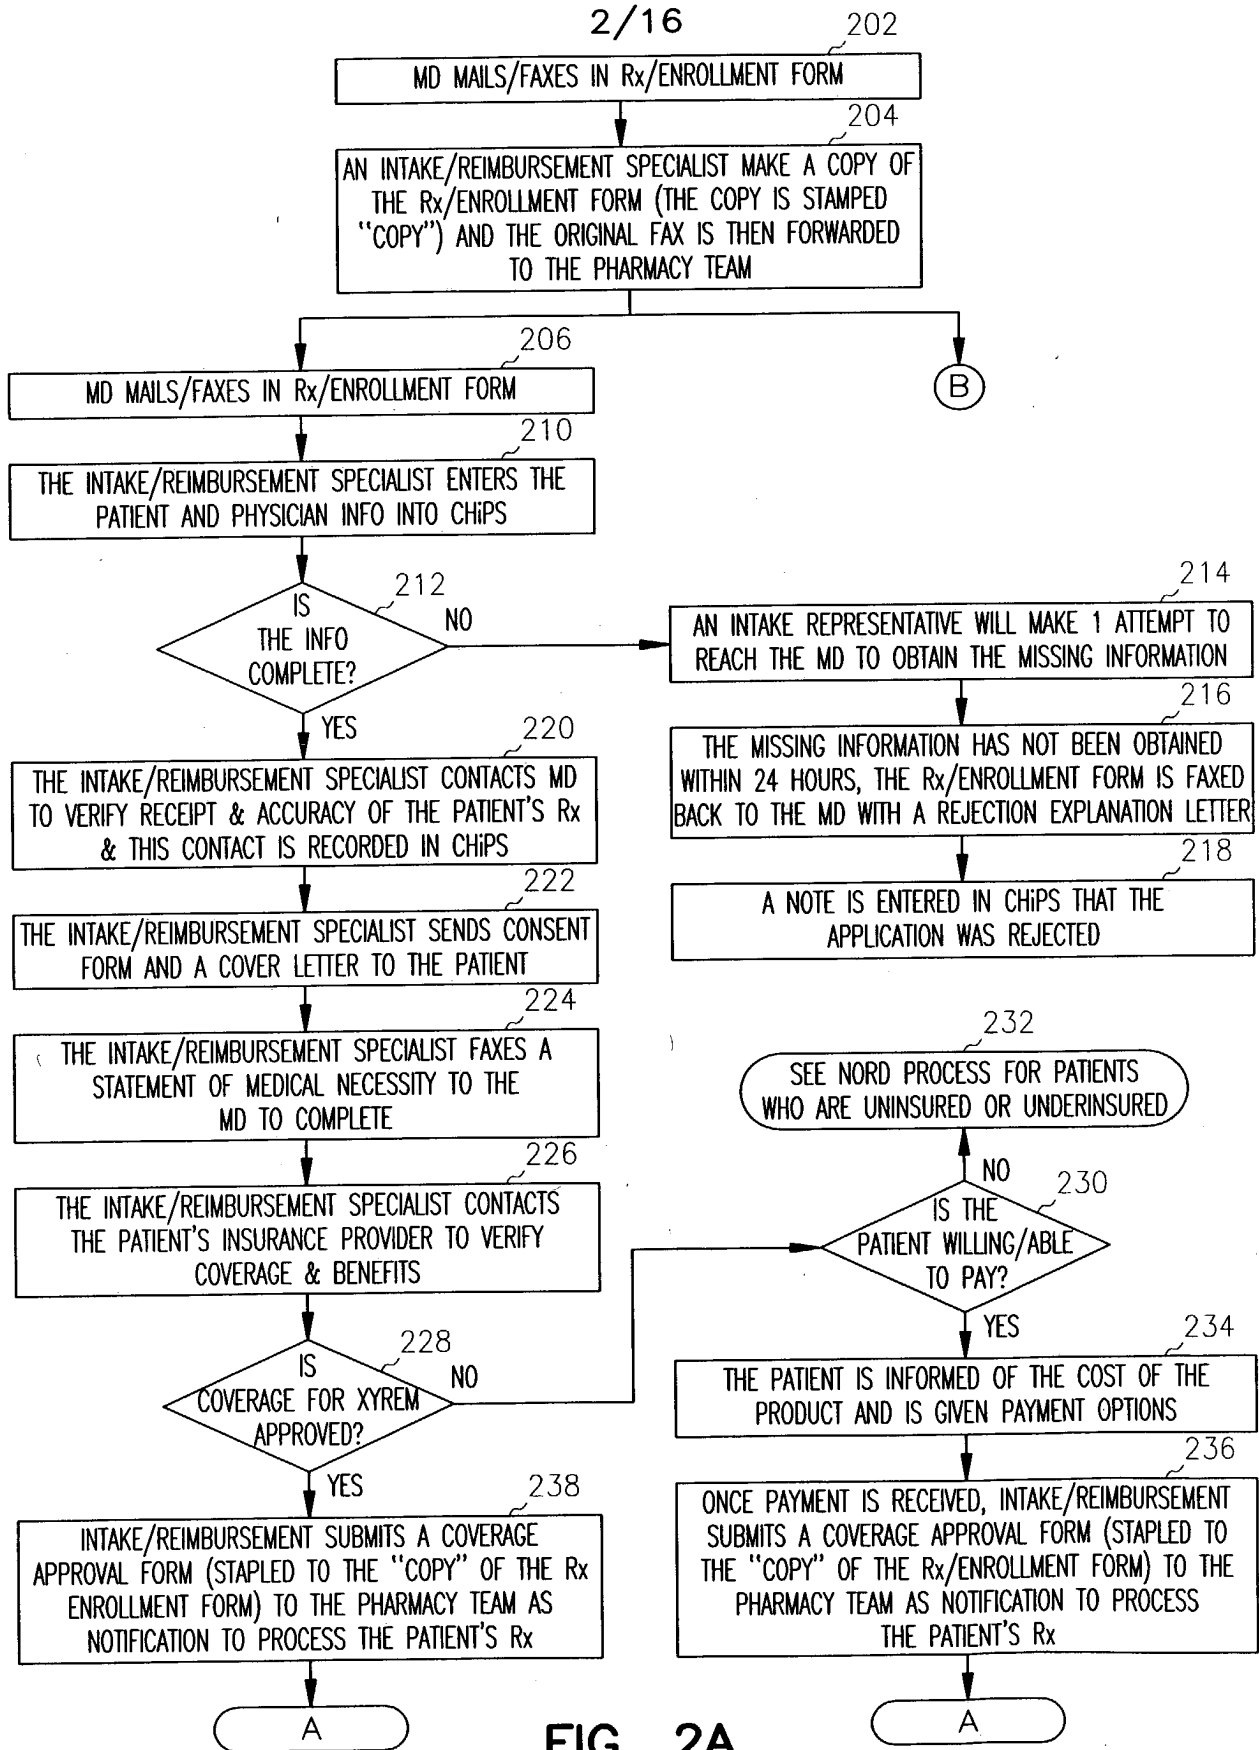 2/16
202
MD MAILS/FAXES IN Rx/ENROLLMENT FORM
204
AN INTAKE/REIMBURSEMENT SPECIALIST MAKE A COPY OF
THE Rx/ENROLLMENT FORM (THE COPY IS STAMPED
"COPY") AND THE ORIGINAL FAX IS THEN FORWARDED
TO THE PHARMACY TEAM
206
MD MAILS/FAXES IN Rx/ENROLLMENT FORM
B
210
THE INTAKE/REIMBURSEMENT SPECIALIST ENTERS THE
PATIENT AND PHYSICIAN INFO INTO CHiPS
212
IS
THE INFO
COMPLETE?
NO
YES
214
AN INTAKE REPRESENTATIVE WILL MAKE 1 ATTEMPT TO
REACH THE MD TO OBTAIN THE MISSING INFORMATION
216
THE MISSING INFORMATION HAS NOT BEEN OBTAINED
WITHIN 24 HOURS, THE Rx/ENROLLMENT FORM IS FAXED
BACK TO THE MD WITH A REJECTION EXPLANATION LETTER
218
A NOTE IS ENTERED IN CHiPS THAT THE
APPLICATION WAS REJECTED
220
THE INTAKE/REIMBURSEMENT SPECIALIST CONTACTS MD
TO VERIFY RECEIPT & ACCURACY OF THE PATIENT'S Rx
& THIS CONTACT IS RECORDED IN CHiPS
222
THE INTAKE/REIMBURSEMENT SPECIALIST SENDS CONSENT
FORM AND A COVER LETTER TO THE PATIENT
224
THE INTAKE/REIMBURSEMENT SPECIALIST FAXES A
STATEMENT OF MEDICAL NECESSITY TO THE
MD TO COMPLETE
226
THE INTAKE/REIMBURSEMENT SPECIALIST CONTACTS
THE PATIENT'S INSURANCE PROVIDER TO VERIFY
COVERAGE & BENEFITS
228
IS
COVERAGE FOR XYREM
APPROVED?
NO
YES
232
SEE NORD PROCESS FOR PATIENTS
WHO ARE UNINSURED OR UNDERINSURED
NO
230
IS THE
PATIENT WILLING/ABLE
TO PAY?
YES
234
THE PATIENT IS INFORMED OF THE COST OF THE
PRODUCT AND IS GIVEN PAYMENT OPTIONS
236
ONCE PAYMENT IS RECEIVED, INTAKE/REIMBURSEMENT
SUBMITS A COVERAGE APPROVAL FORM (STAPLED TO
THE "COPY" OF THE Rx/ENROLLMENT FORM) TO THE
PHARMACY TEAM AS NOTIFICATION TO PROCESS
THE PATIENT'S Rx
238
INTAKE/REIMBURSEMENT SUBMITS A COVERAGE
APPROVAL FORM (STAPLED TO THE "COPY" OF THE Rx
ENROLLMENT FORM) TO THE PHARMACY TEAM AS
NOTIFICATION TO PROCESS THE PATIENT'S Rx
A
A
FIG. 2A